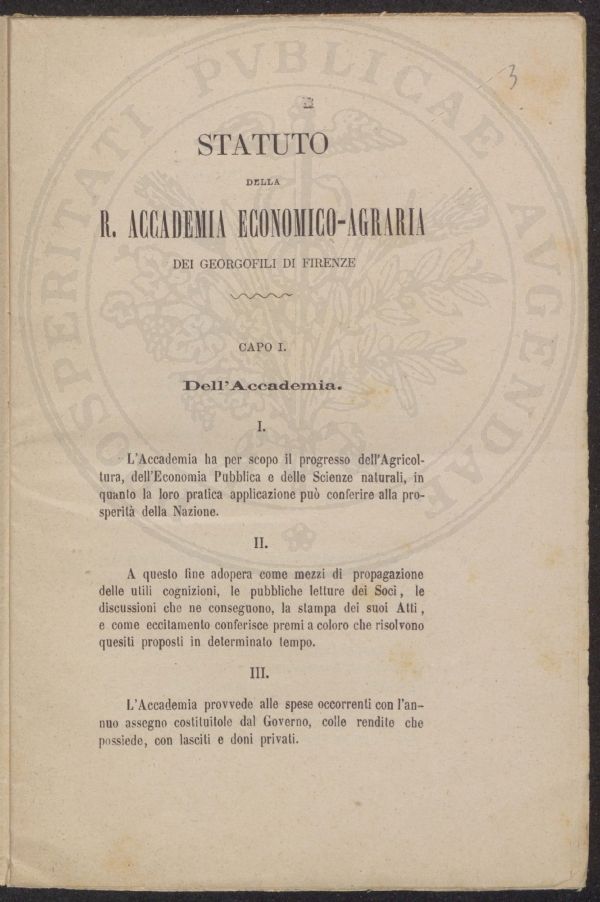 3
STATUTO
DELLA
R. ACCADEMIA ECONOMICO-AGRARIA
DEI GEORGOFILI DI FIRENZE
CAPO I.
Dell'Accademia.
I.
L'Accademia ha per scopo il progresso dell'Agricol-
tura, dell'Economia Pubblica e delle Scienze naturali, in
quanto la loro pratica applicazione può conferire alla pro-
sperità della Nazione.
II.
A questo fine adopera come mezzi di propagazione
delle utili cognizioni, le pubbliche letture dei Soci, le
discussioni che ne conseguono, la stampa dei suoi Atti,
e come eccitamento conferisce premi a coloro che risolvono
quesiti proposti in determinato tempo.
III.
L'Accademia provvede alle spese occorrenti con l'an-
nuo assegno costituitole dal Governo, colle rendite che
possiede, con lasciti e doni privati.
PROSPERITATI PVBLICAE AVGENDAE